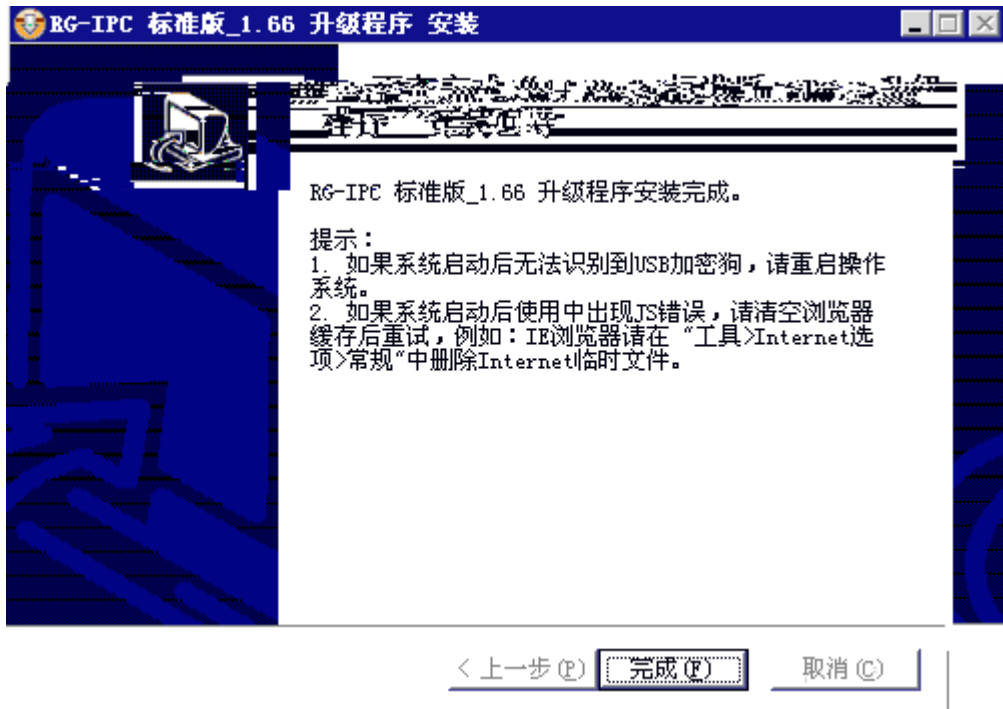 RG-IPC 标准版_1.66 升级程序 安装
RG-IPC 标准版_1.66 升级程序安装完成。
提示：
1. 如果系统启动后无法识别到USB加密狗，请重启操作
系统。
2. 如果系统启动后使用中出现JS错误，请清空浏览器
缓存后重试，例如：IE浏览器请在 “工具>Internet选
项>常规”中删除Internet临时文件。
< 上一步(P) 完成(F) 取消(C)